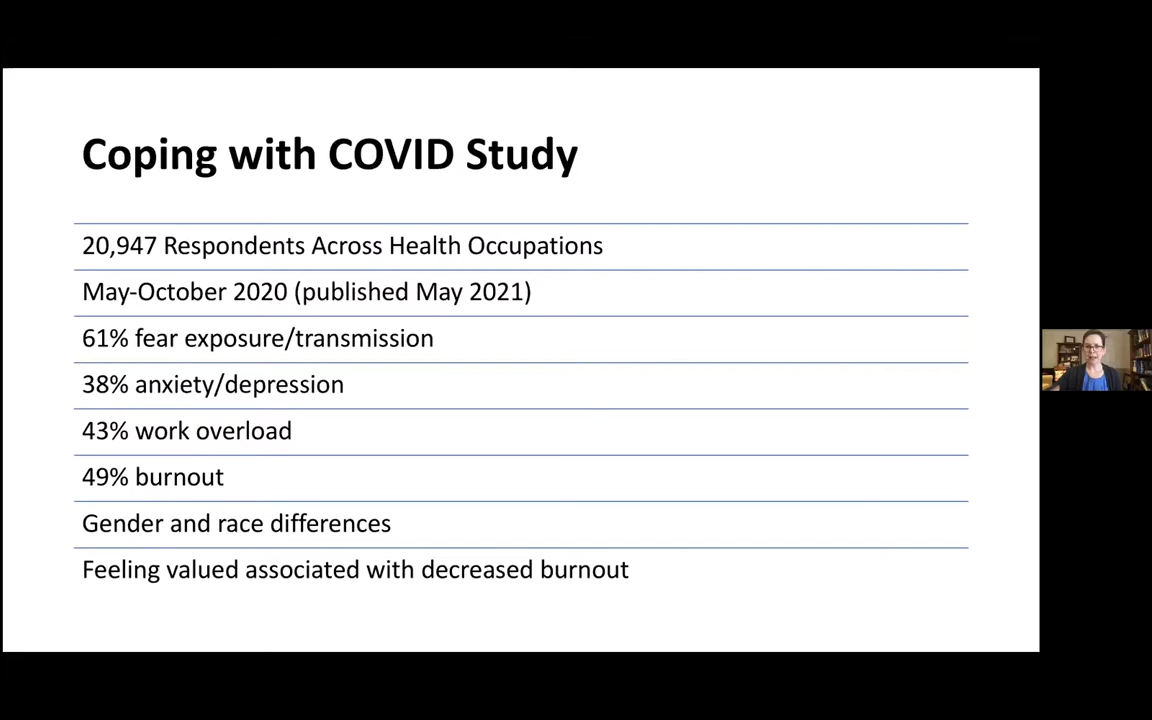 Coping with COVID Study
20,947 Respondents Across Health Occupations
May-October 2020 (published May 2021)
61% fear exposure/transmission
38% anxiety/depression
43% work overload
49% burnout
Gender and race differences
Feeling valued associated with decreased burnout